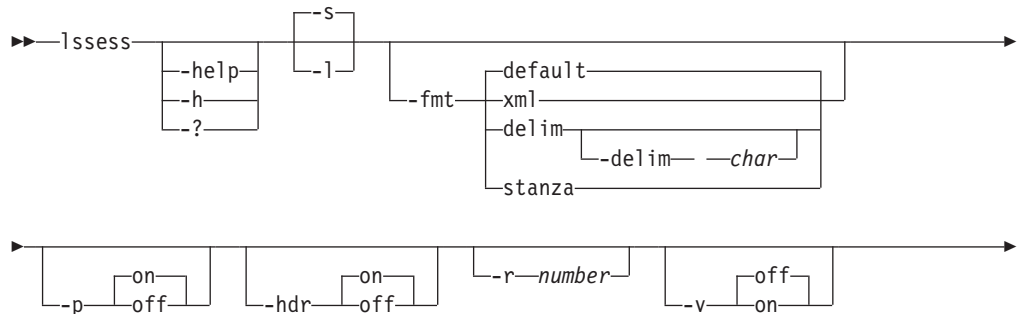 -s
lssess
-help
-h
-?
-l
-fmt
default
xml
delim
-delim char
stanza
-p
on
off
-hdr
on
off
-r number
-v
off
on